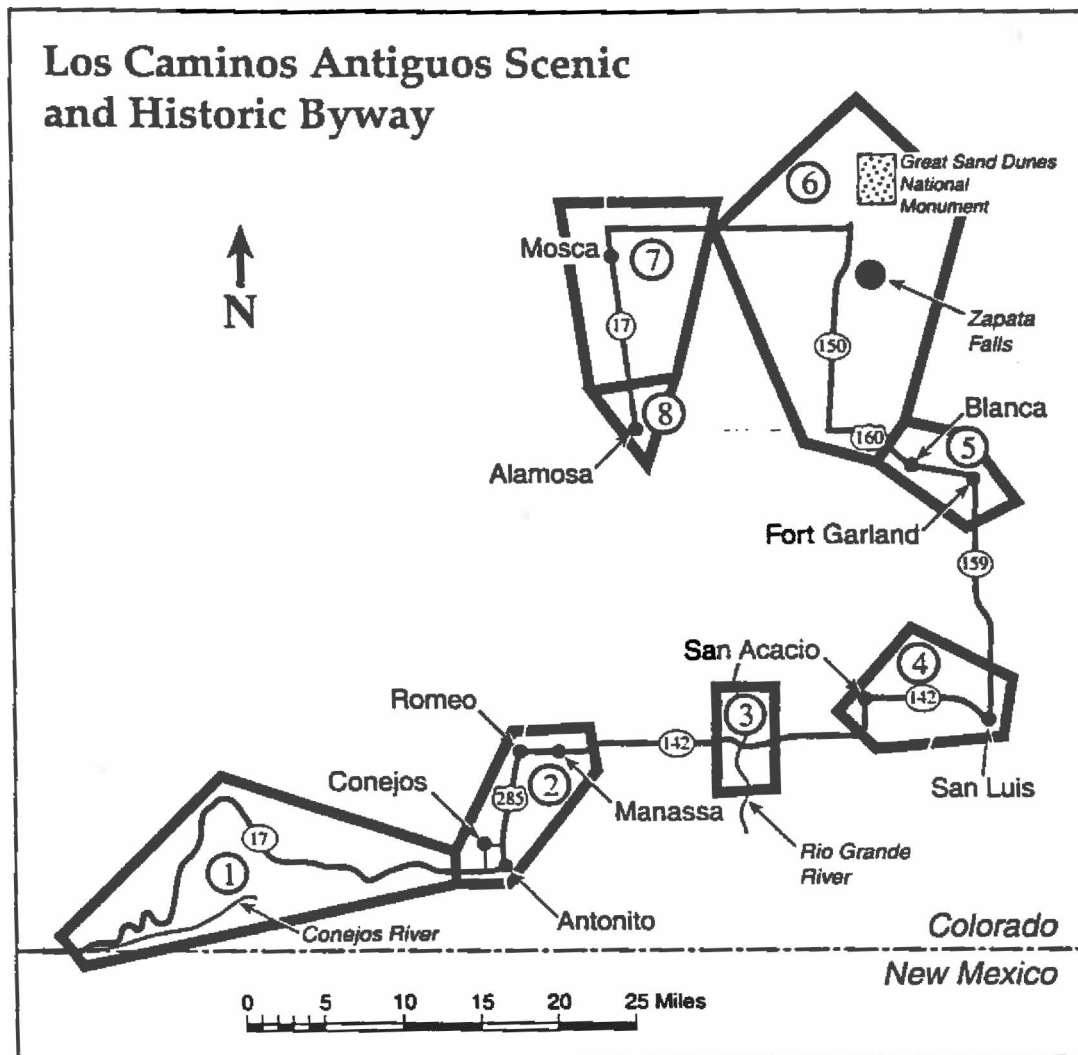 Los Caminos Antiguos Scenic
and Historic Byway
N
6
Great Sand Dunes
National
Monument
Mosca
7
17
Zapata
Falls
150
8
Blanca
160
5
Alamosa
Fort Garland
159
San Acacio
4
Romeo
3
142
142
Conejos
2
285
Manassa
San Luis
17
1
Rio Grande
River
Antonito
Conejos River
Colorado
New Mexico
0 5 10 15 20 25 Miles